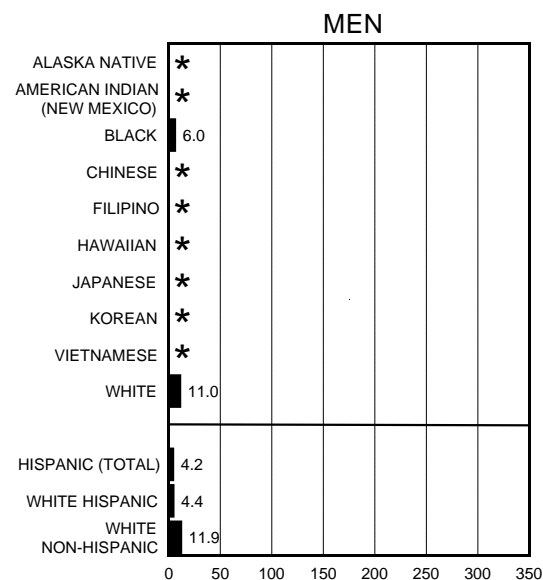 MEN
ALASKA NATIVE *
AMERICAN INDIAN
(NEW MEXICO) *
BLACK 6.0
CHINESE *
FILIPINO *
HAWAIIAN *
JAPANESE *
KOREAN *
VIETNAMESE *
WHITE 11.0
HISPANIC (TOTAL) 4.2
WHITE HISPANIC 4.4
WHITE
NON-HISPANIC 11.9
0 50 100 150 200 250 300 350